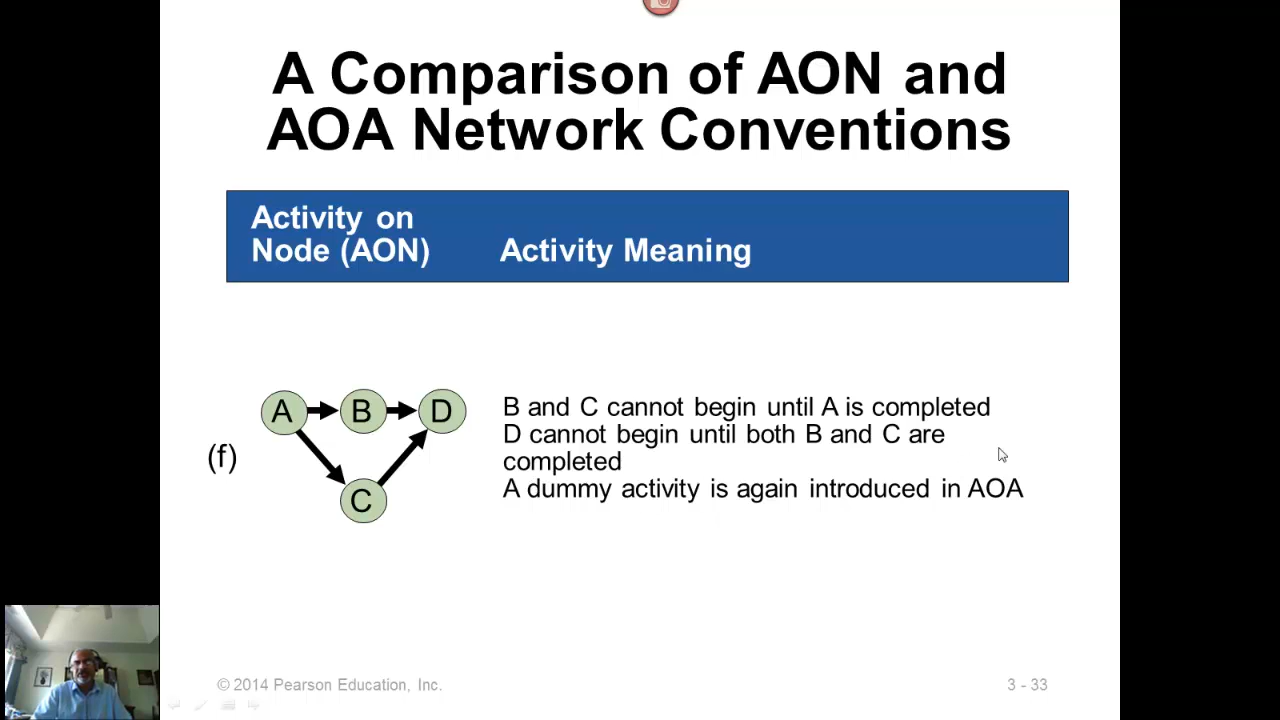 A Comparison of AON and
AOA Network Conventions
Activity on
Node (AON)
Activity Meaning
(f)
A
B
D
C
B and C cannot begin until A is completed
D cannot begin until both B and C are
completed
A dummy activity is again introduced in AOA
© 2014 Pearson Education, Inc.
3 - 33